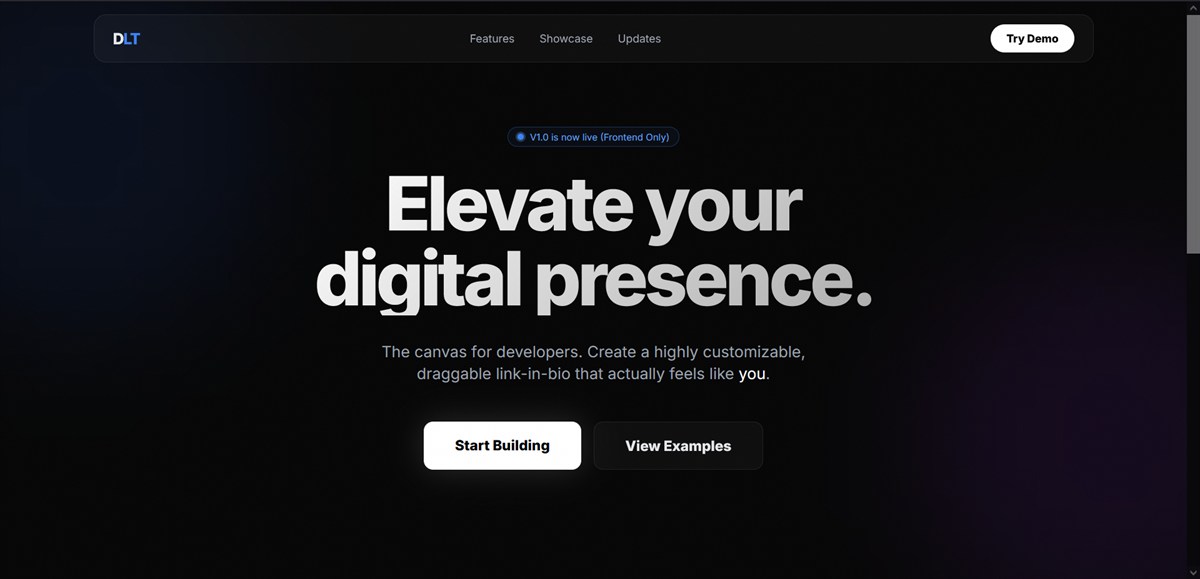 DLT
Features
Showcase
Updates
Try Demo
V1.0 is now live (Frontend Only)
Elevate your
digital presence.
The canvas for developers. Create a highly customizable,
draggable link-in-bio that actually feels like you.
Start Building
View Examples